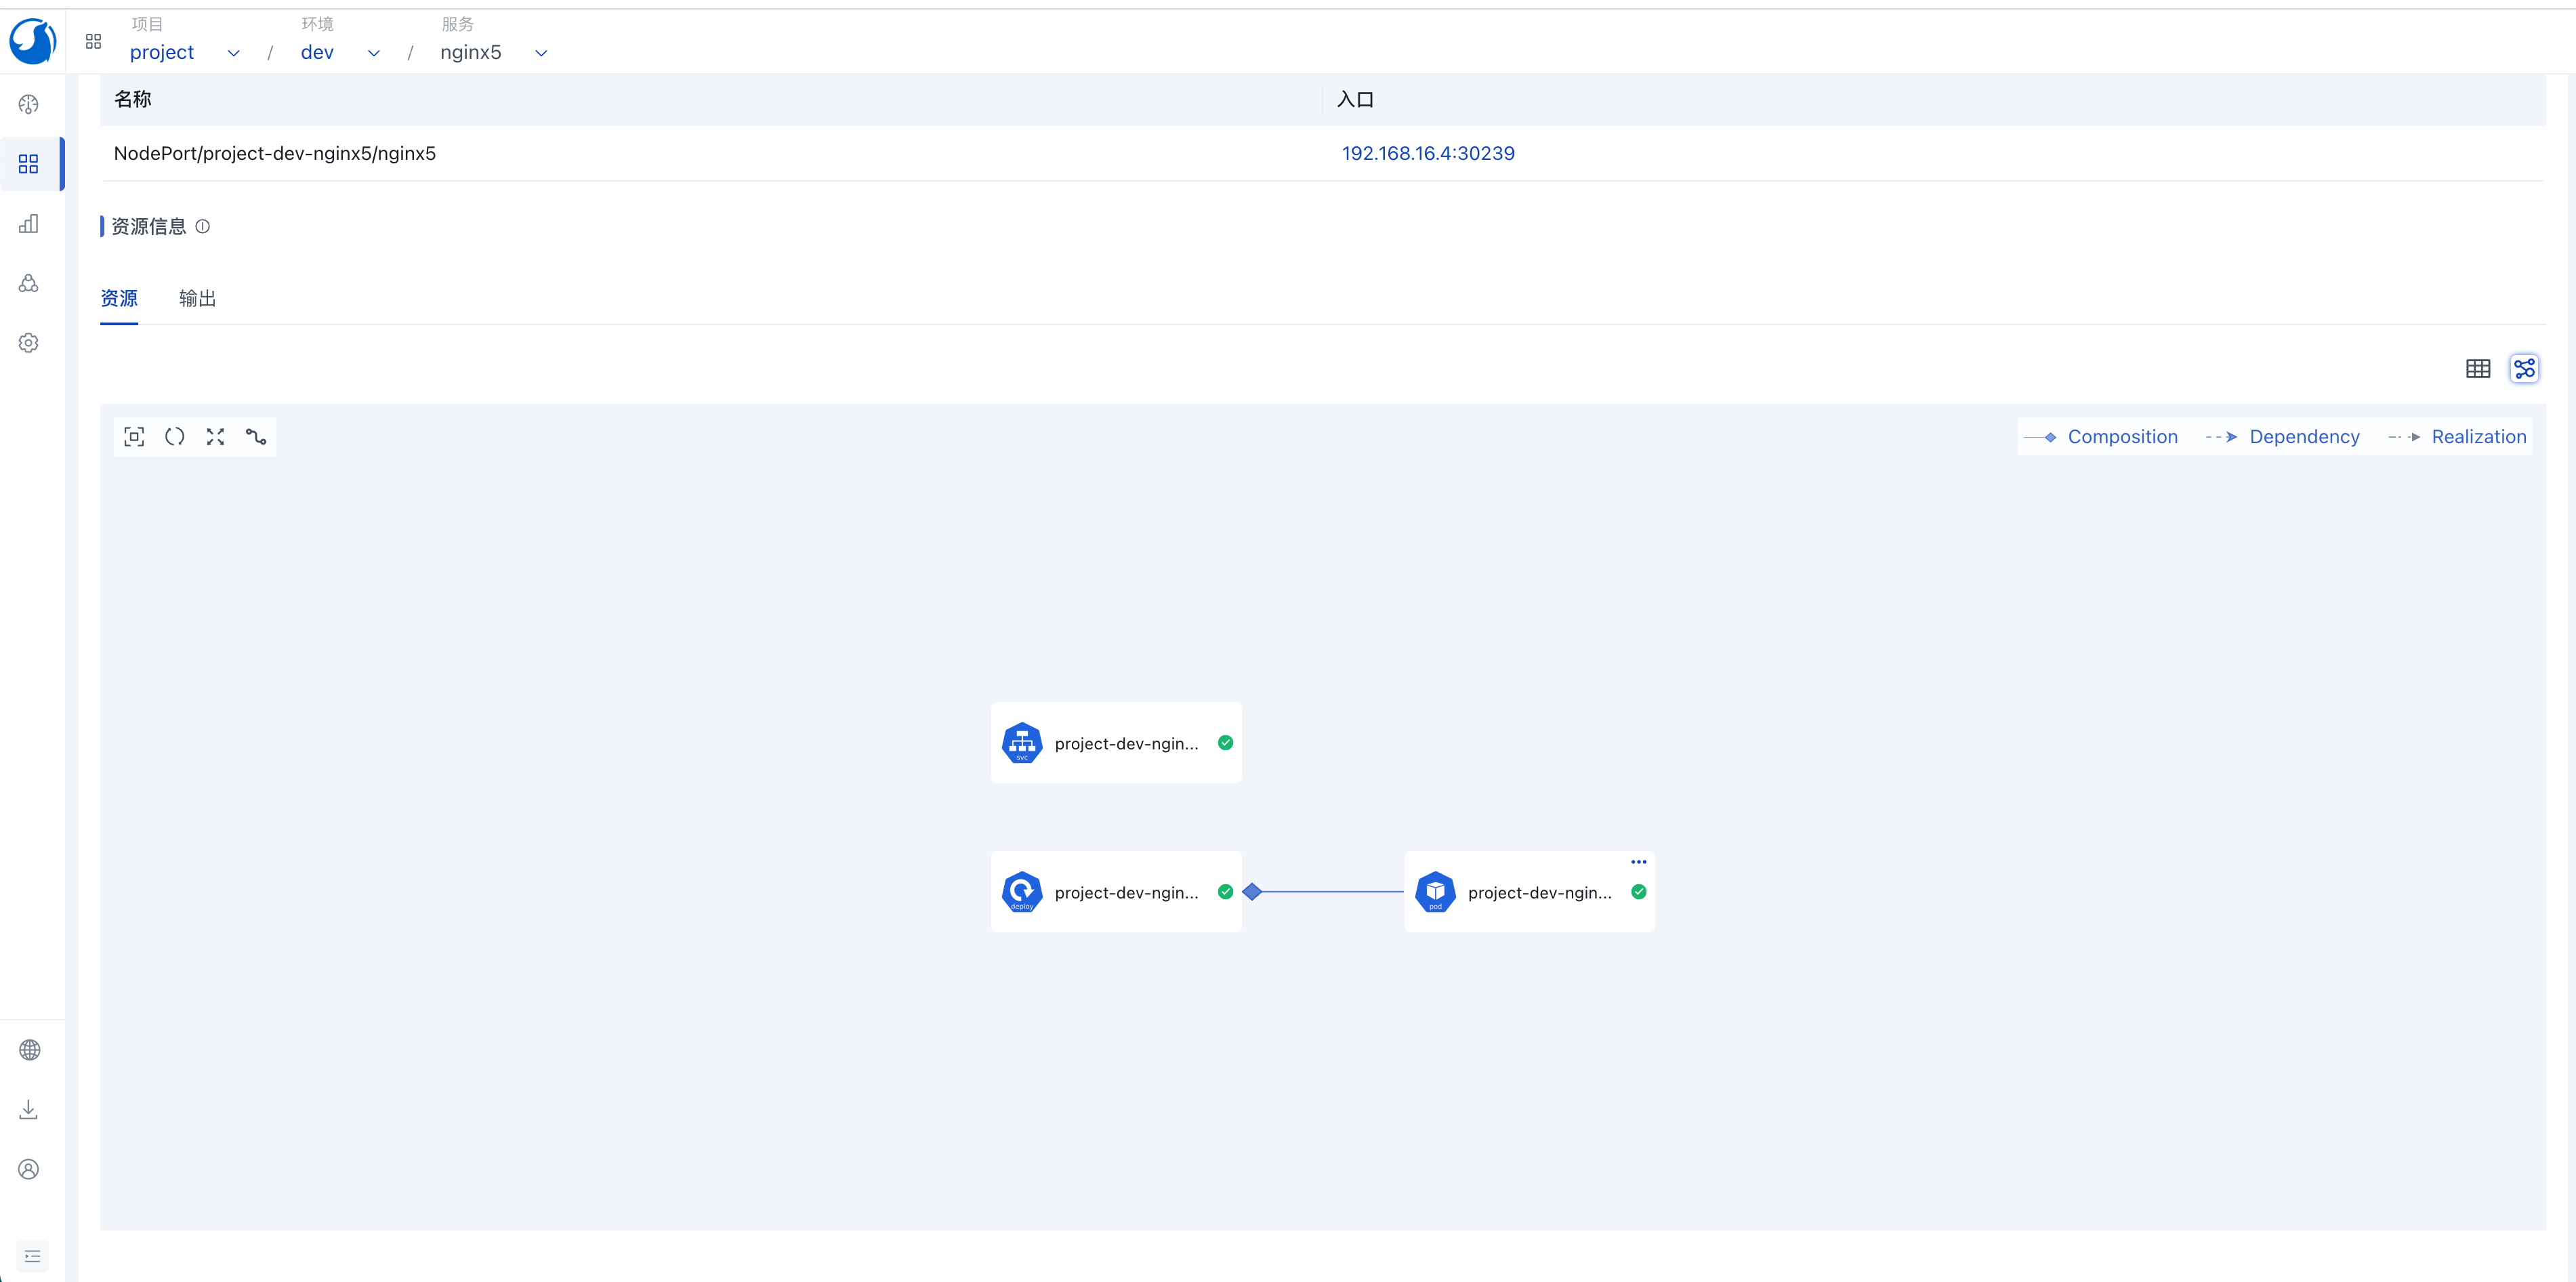 项目 环境 服务
project / dev / nginx5
名称 入口
NodePort/project-dev-nginx5/nginx5 192.168.16.4:30239
资源信息
资源 输出
Composition Dependency Realization
project-dev-ngin...
svc
project-dev-ngin... project-dev-ngin...
deploy pod